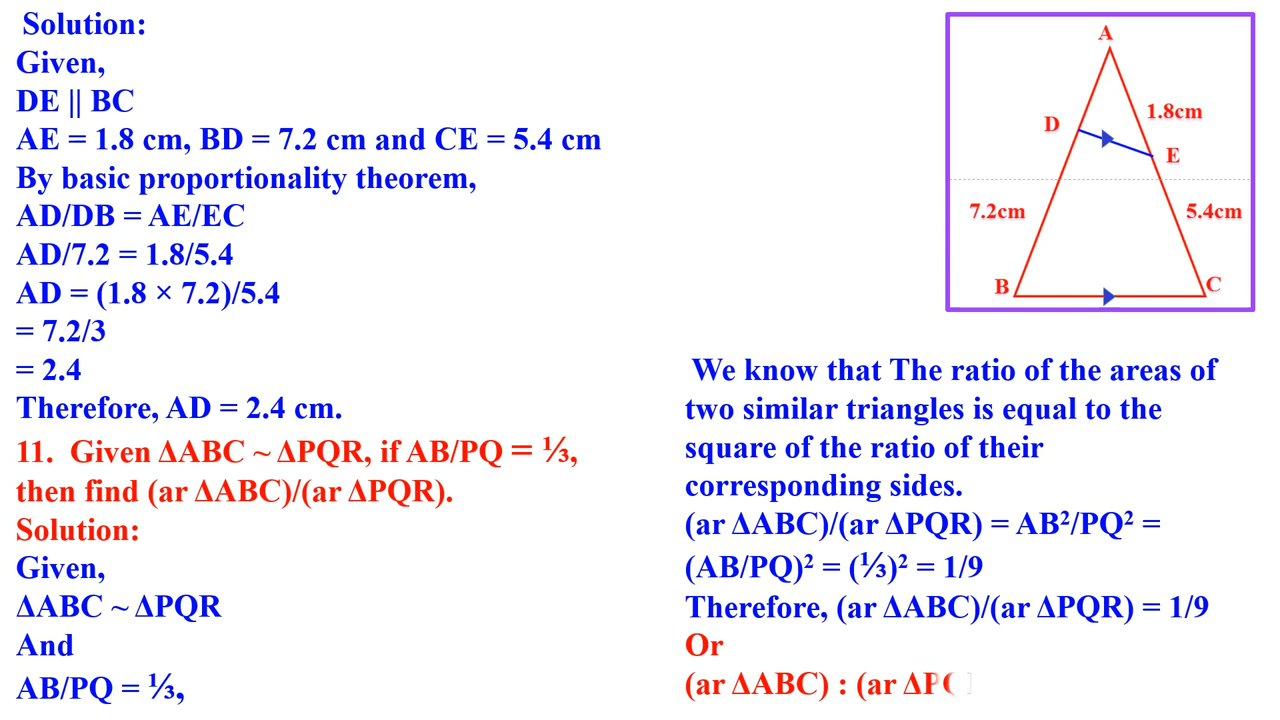 Solution:
Given,
DE || BC
AE = 1.8 cm, BD = 7.2 cm and CE = 5.4 cm
By basic proportionality theorem,
AD/DB = AE/EC
AD/7.2 = 1.8/5.4
AD = (1.8 × 7.2)/5.4
= 7.2/3
= 2.4
Therefore, AD = 2.4 cm.
11. Given ΔABC ~ ΔPQR, if AB/PQ = ⅓,
then find (ar ΔABC)/(ar ΔPQR).
Solution:
Given,
ΔABC ~ ΔPQR
And
AB/PQ = ⅓,
A
1.8cm
D
E
7.2cm
5.4cm
B
C
We know that The ratio of the areas of
two similar triangles is equal to the
square of the ratio of their
corresponding sides.
(ar ΔABC)/(ar ΔPQR) = AB²/PQ² =
(AB/PQ)² = (⅓)² = 1/9
Therefore, (ar ΔABC)/(ar ΔPQR) = 1/9
Or
(ar ΔABC) : (ar